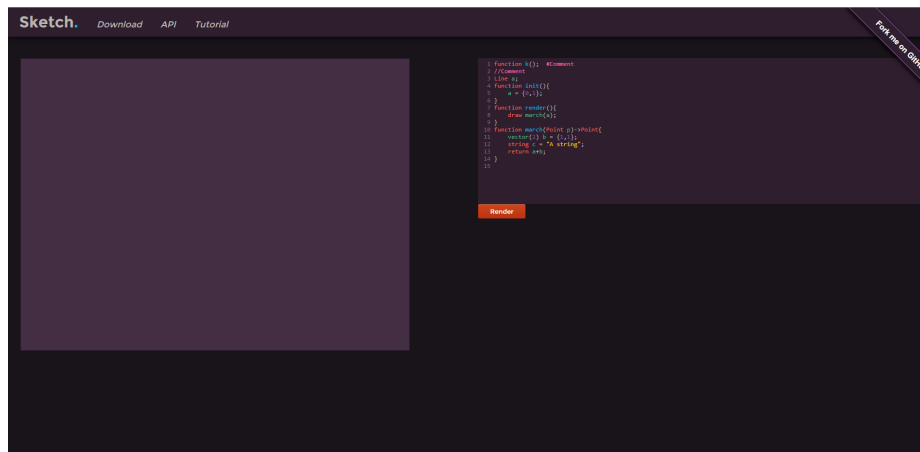 Sketch. Download API Tutorial
Fork me on GitHu
1 function k(); #Comment
2 //Comment
3 Line a;
4 function init(){
5 a = {0,1};
6 }
7 function render(){
8 draw march(a);
9 }
10 function march(Point p)->Point{
11 vector(2) b = {1,1};
12 string c = "A string";
13 return a+b;
14 }
15
Render